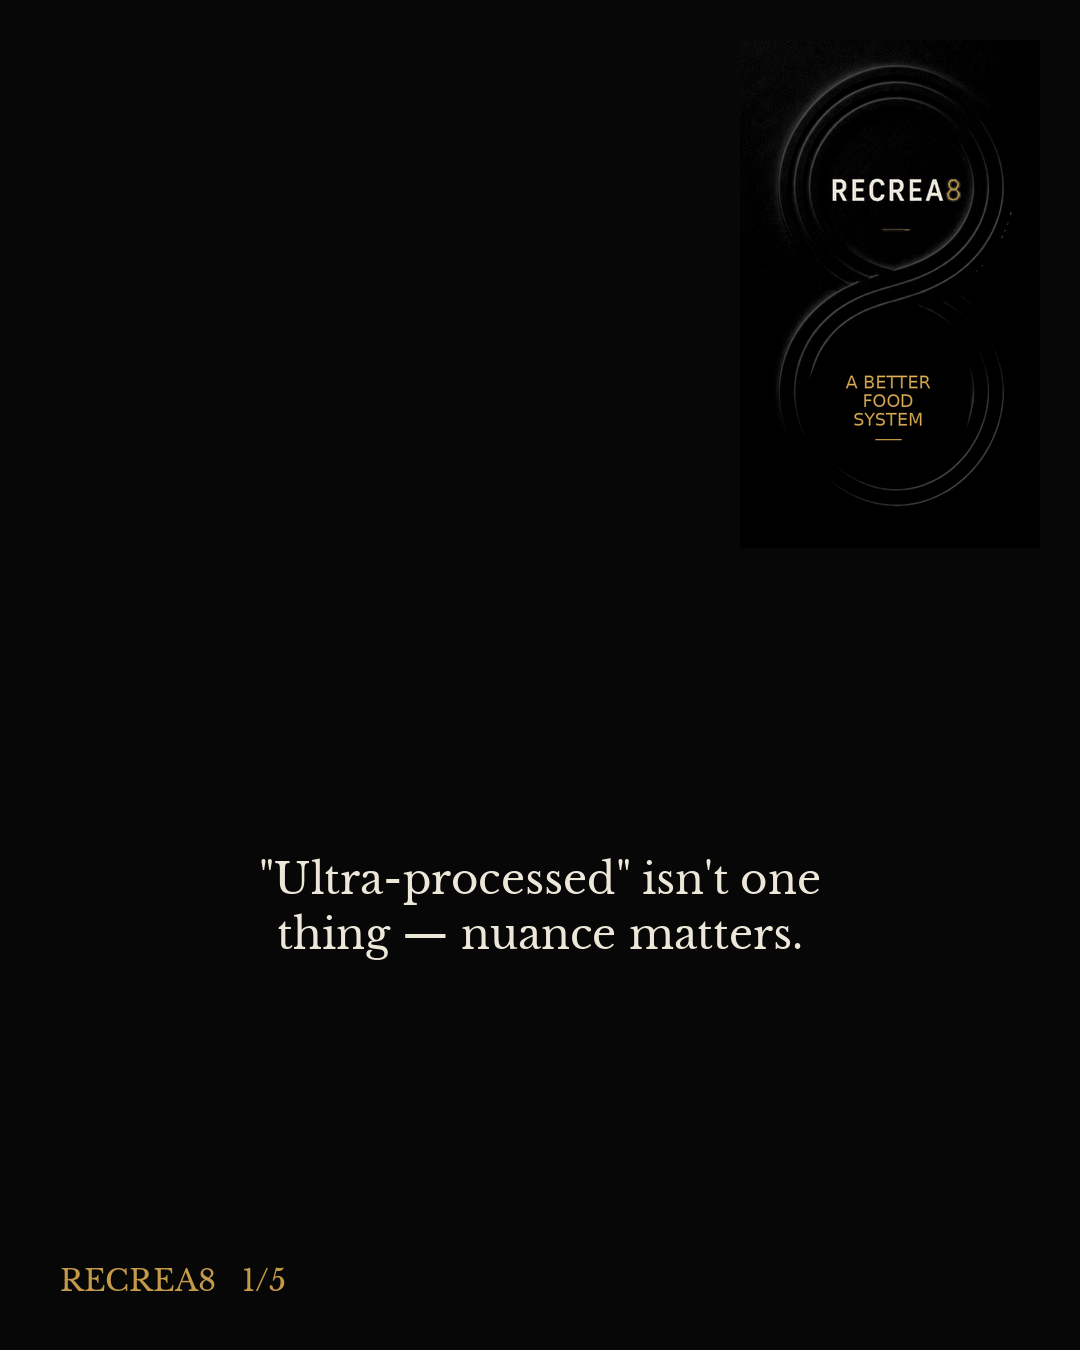 RECREA8
A BETTER
FOOD
SYSTEM
"Ultra-processed" isn't one
thing — nuance matters.
RECREA8 1/5